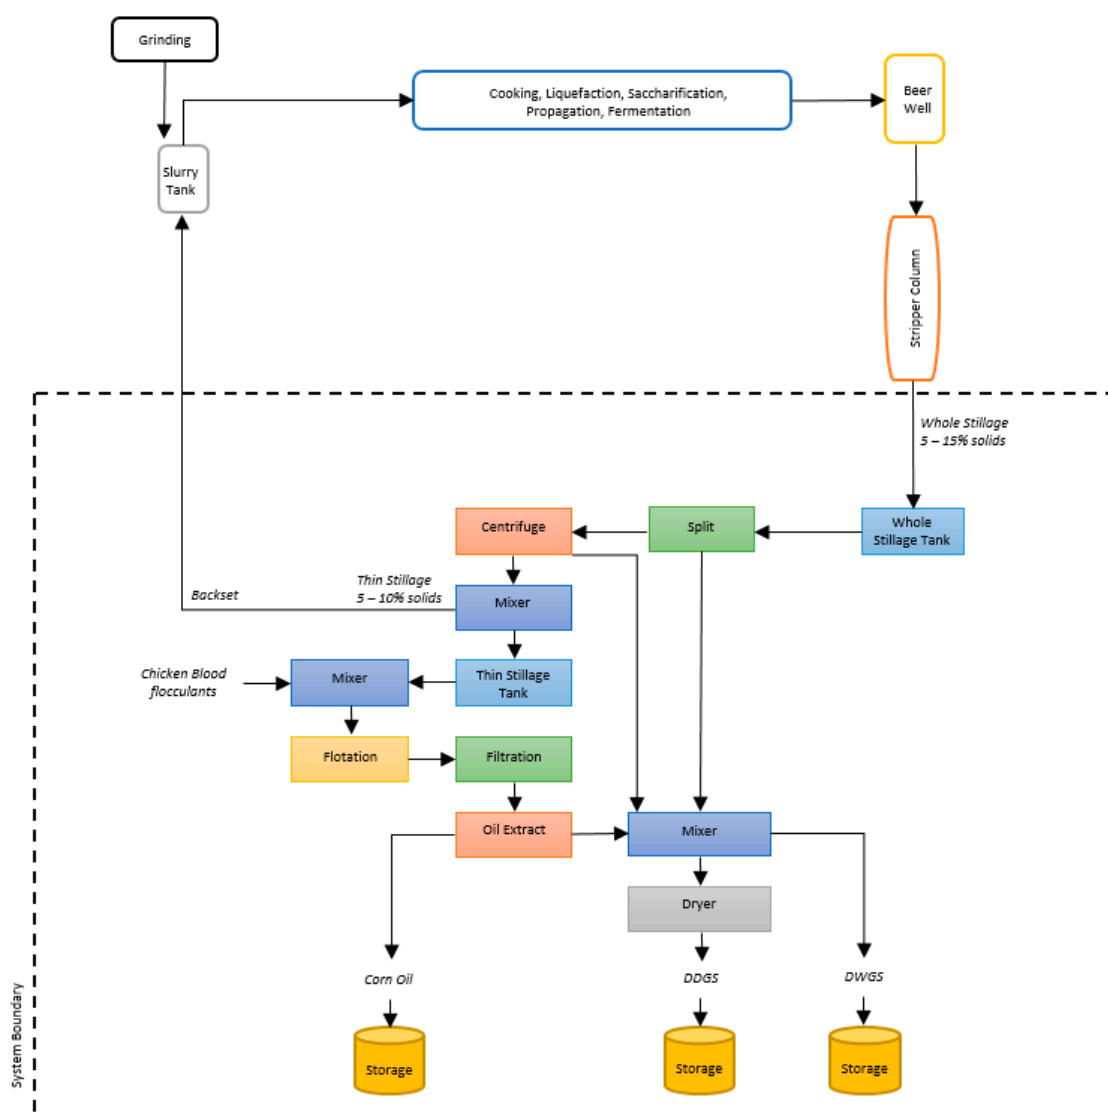 Grinding
Cooking, Liquefaction, Saccharification,
Propagation, Fermentation
Beer
Well
Slurry
Tank
Stripper Column
Whole Stillage
5 – 15% solids
Centrifuge
Split
Whole
Stillage Tank
Thin Stillage
5 – 10% solids
Backset
Mixer
Chicken Blood
flocculants
Mixer
Thin Stillage
Tank
Flotation
Filtration
Oil Extract
Mixer
Dryer
Corn Oil
DDGS
DWGS
System Boundary
Storage
Storage
Storage